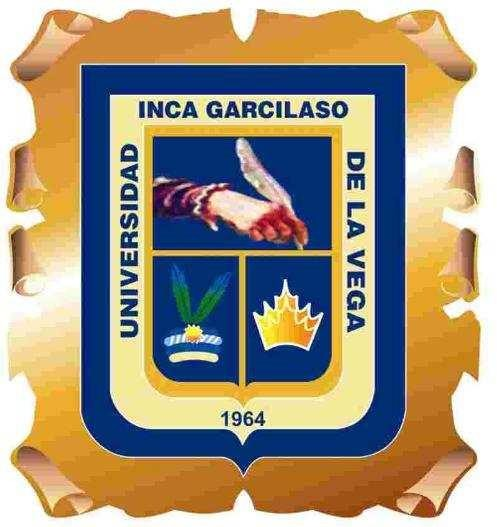 UNIVERSIDAD
INCA GARCILASO
DE LA VEGA
1964